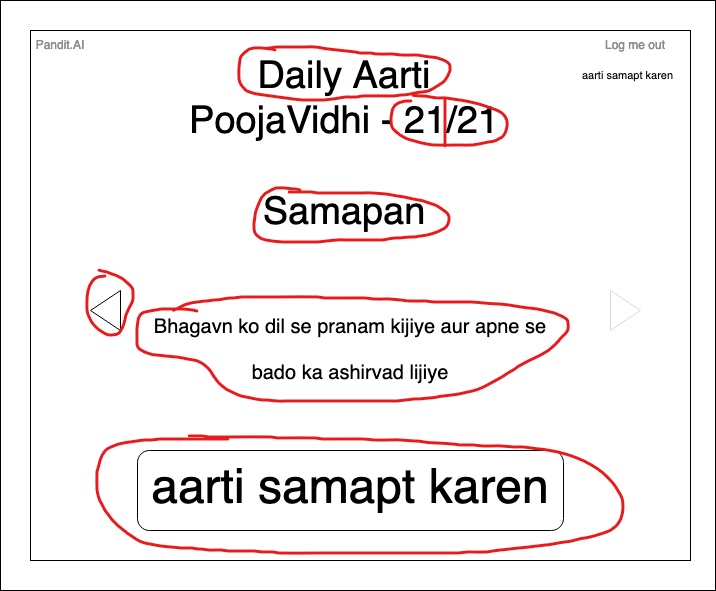 Pandit.AI
Log me out
Daily Aarti
aarti samapt karen
PoojaVidhi - 21/21
Samapan
Bhagavn ko dil se pranam kijiye aur apne se
bado ka ashirvad lijiye
aarti samapt karen